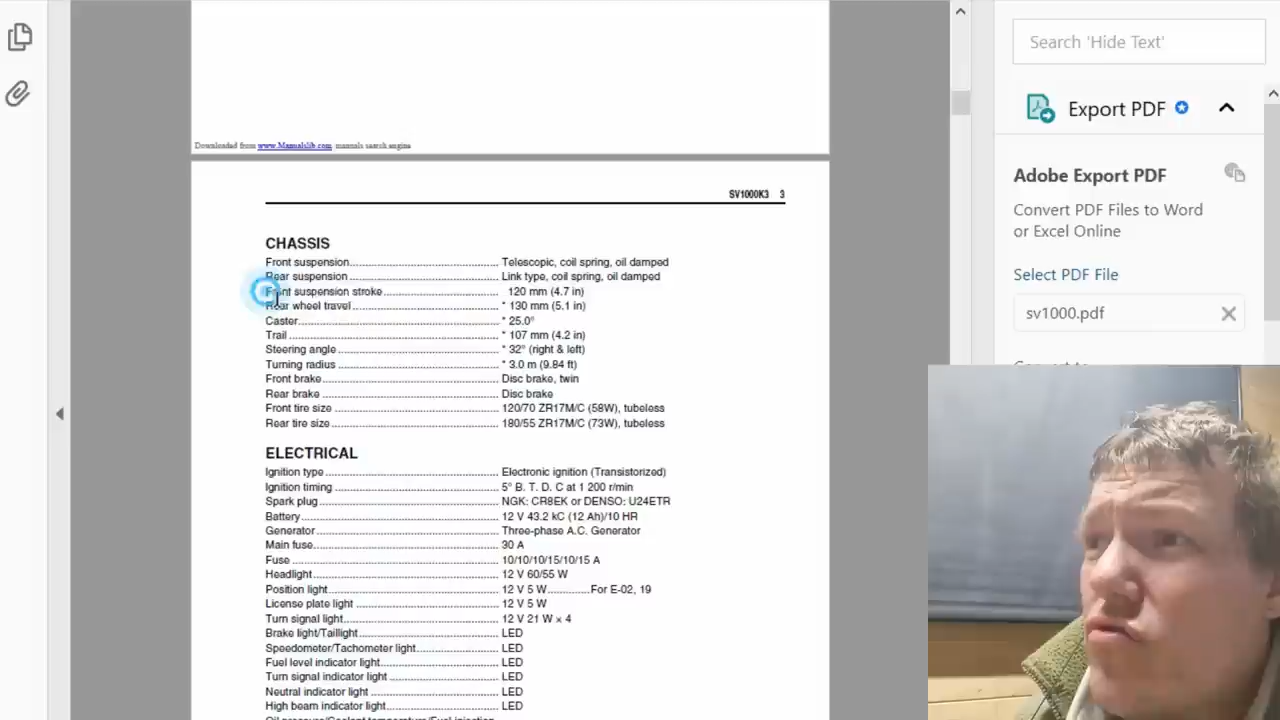 Search 'Hide Text'
Export PDF
Downloaded from www.Manualslib.com manuals search engine
Adobe Export PDF
Convert PDF Files to Word
or Excel Online
Select PDF File
sv1000.pdf
SV1000K3 3
CHASSIS
Front suspension Telescopic, coil spring, oil damped
Rear suspension Link type, coil spring, oil damped
Front suspension stroke 120 mm (4.7 in)
Rear wheel travel * 130 mm (5.1 in)
Caster * 25.0°
Trail * 107 mm (4.2 in)
Steering angle * 32° (right & left)
Turning radius * 3.0 m (9.84 ft)
Front brake Disc brake, twin
Rear brake Disc brake
Front tire size 120/70 ZR17M/C (58W), tubeless
Rear tire size 180/55 ZR17M/C (73W), tubeless
ELECTRICAL
Ignition type Electronic ignition (Transistorized)
Ignition timing 5° B. T. D. C at 1 200 r/min
Spark plug NGK: CR8EK or DENSO: U24ETR
Battery 12 V 43.2 kC (12 Ah)/10 HR
Generator Three-phase A.C. Generator
Main fuse 30 A
Fuse 10/10/10/15/10/15 A
Headlight 12 V 60/55 W
Position light 12 V 5 W For E-02, 19
License plate light 12 V 5 W
Turn signal light 12 V 21 W × 4
Brake light/Taillight LED
Speedometer/Tachometer light LED
Fuel level indicator light LED
Turn signal indicator light LED
Neutral indicator light LED
High beam indicator light LED